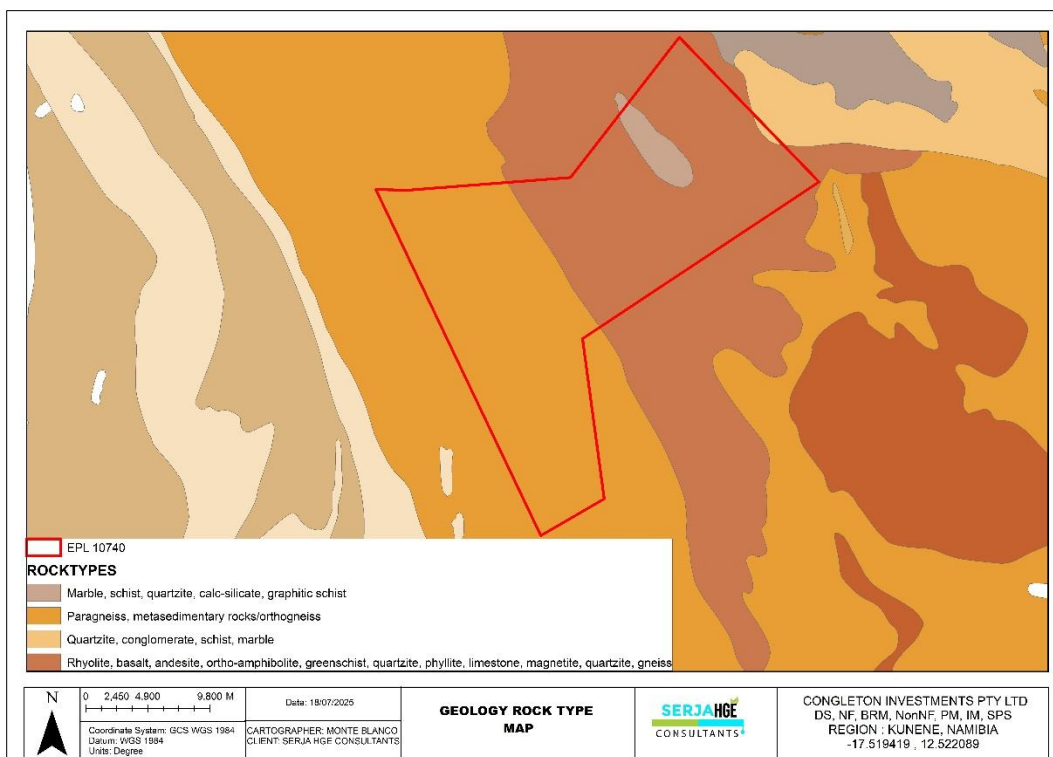 EPL 10740
ROCKTYPES
Marble, schist, quartzite, calc-silicate, graphitic schist
Paragneiss, metasedimentary rocks/orthogneiss
Quartzite, conglomerate, schist, marble
Rhyolite, basalt, andesite, ortho-amphibolite, greenschist, quartzite, phyllite, limestone, magnetite, quartzite, gneiss
N
0 2,450 4,900 9,800 M
Coordinate System: GCS WGS 1984
Datum: WGS 1984
Units: Degree
Date: 18/07/2025
CARTOGRAPHER: MONTE BLANCO
CLIENT: SERJA HGE CONSULTANTS
GEOLOGY ROCK TYPE
MAP
SERJA HGE
CONSULTANTS
CONGLETON INVESTMENTS PTY LTD
DS, NF, BRM, NonNF, PM, IM, SPS
REGION : KUNENE, NAMIBIA
-17.519419 , 12.522089